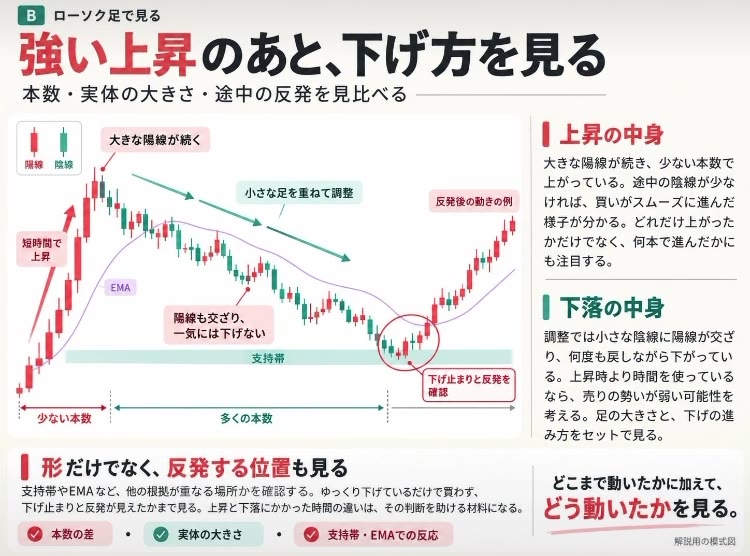 B ローソク足で見る
強い上昇のあと、下げ方を見る
本数・実体の大きさ・途中の反発を見比べる
陽線 陰線
大きな陽線が続く
小さな足を重ねて調整
反発後の動きの例
短時間で
上昇
EMA
陽線も交ざり、
一気には下げない
支持帯
下げ止まりと反発を
確認
少ない本数
多くの本数
上昇の中身
大きな陽線が続き、少ない本数で
上がっている。途中の陰線が少な
ければ、買いがスムーズに進んだ
様子が分かる。どれだけ上がった
かだけでなく、何本で進んだかに
も注目する。
下落の中身
調整では小さな陰線に陽線が交ざ
り、何度も戻しながら下がってい
る。上昇時より時間を使っている
なら、売りの勢いが弱い可能性を
考える。足の大きさと、下げの進
み方をセットで見る。
形だけでなく、反発する位置も見る
支持帯やEMAなど、他の根拠が重なる場所かを確認する。ゆっくり下げているだけで買わず、
下げ止まりと反発が見えたかまで見る。上昇と下落にかかった時間の違いは、その判断を助ける材料になる。
本数の差 • 実体の大きさ • 支持帯・EMAでの反応
どこまで動いたかに加えて、
どう動いたかを見る。
解説用の模式図